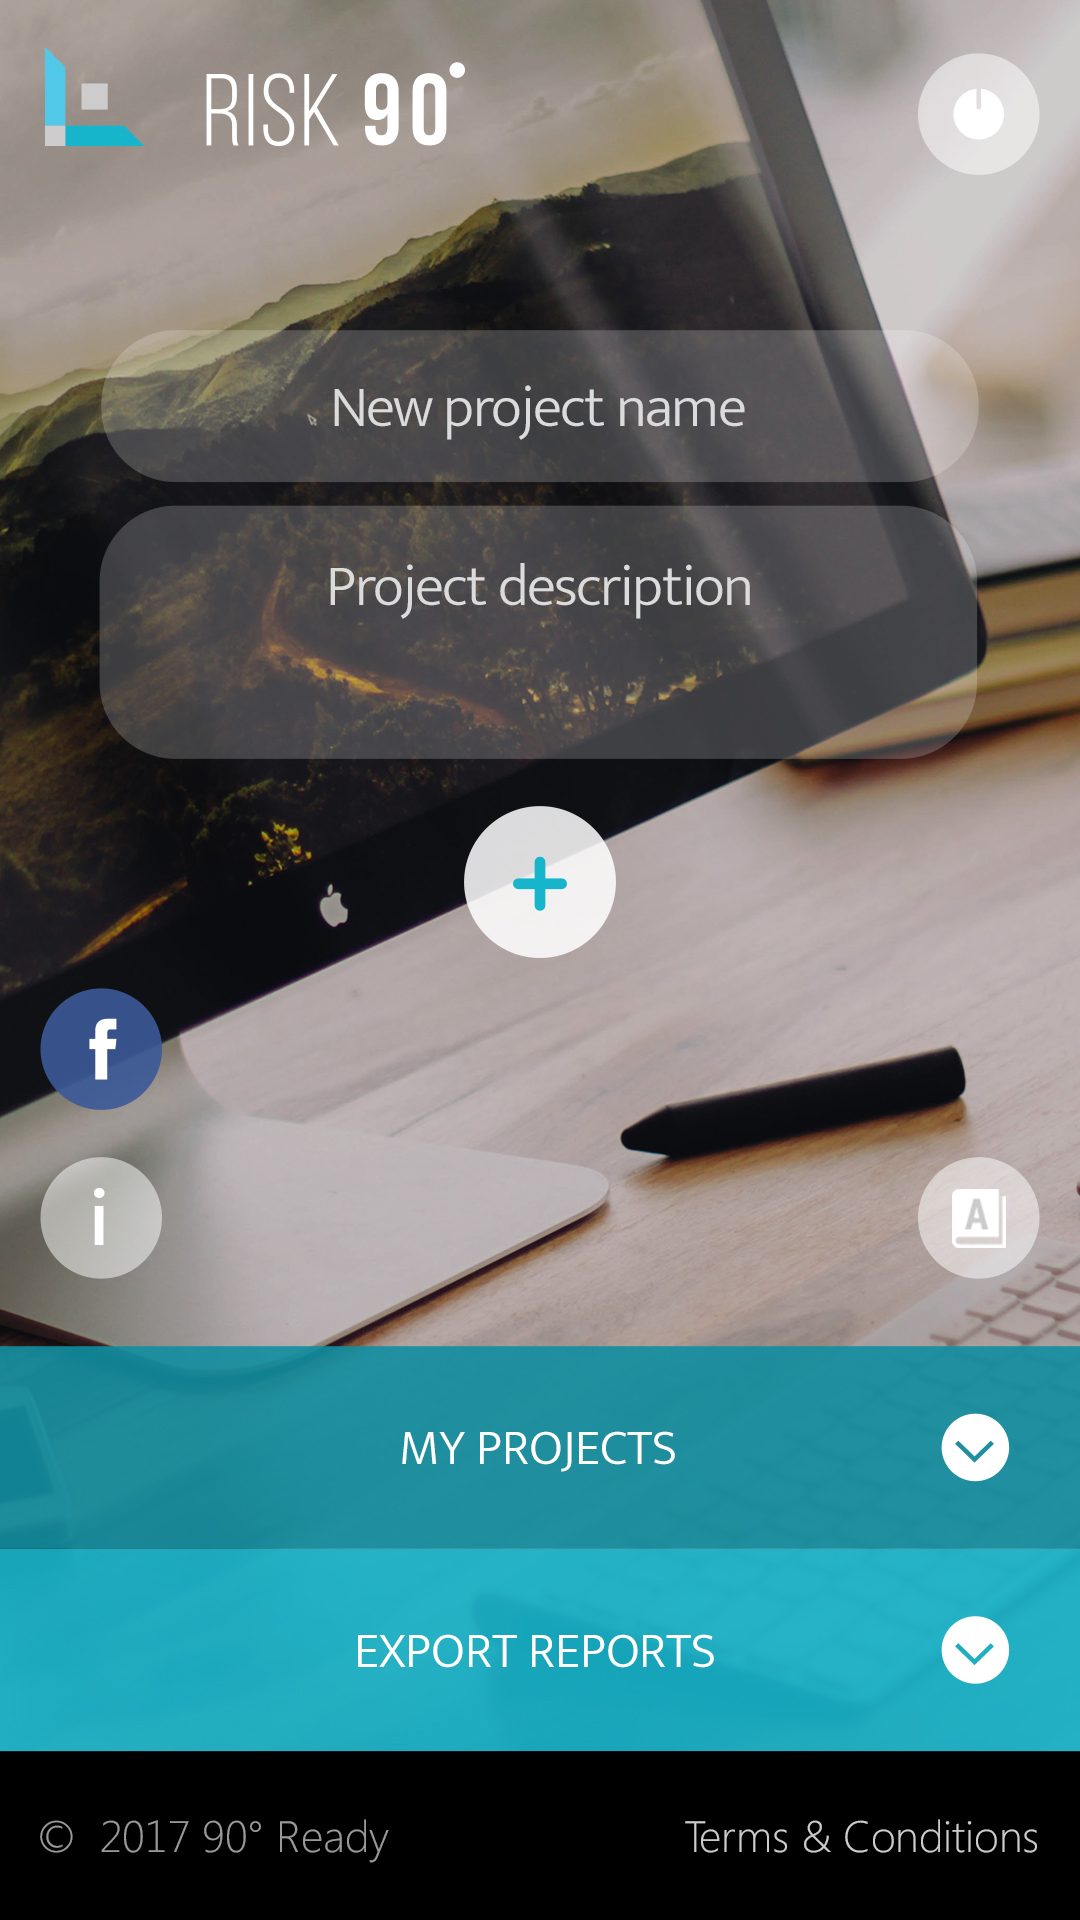 RISK 90°
New project name
Project description
f
i
A
MY PROJECTS
EXPORT REPORTS
© 2017 90° Ready
Terms & Conditions